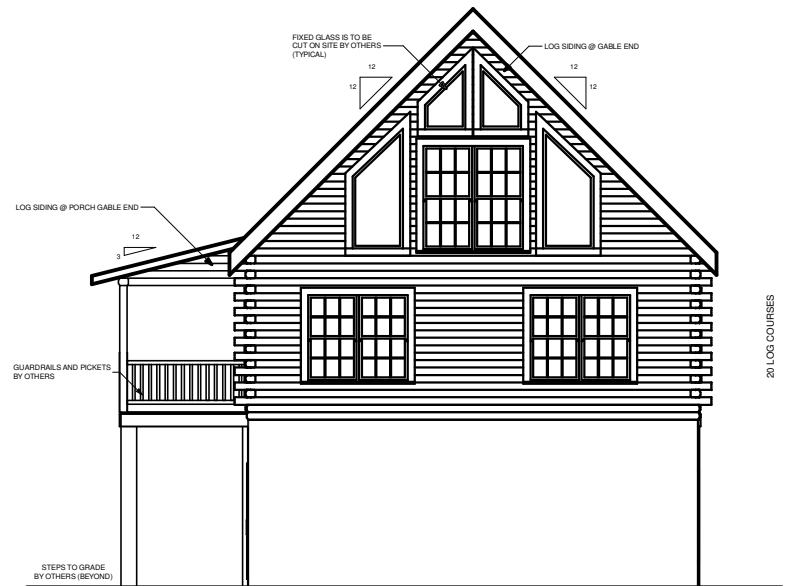 FIXED GLASS IS TO BE
CUT ON SITE BY OTHERS
(TYPICAL)
LOG SIDING @ GABLE END
12
12
12
12
LOG SIDING @ PORCH GABLE END
12
3
20 LOG COURSES
GUARDRAILS AND PICKETS
BY OTHERS
STEPS TO GRADE
BY OTHERS (BEYOND)